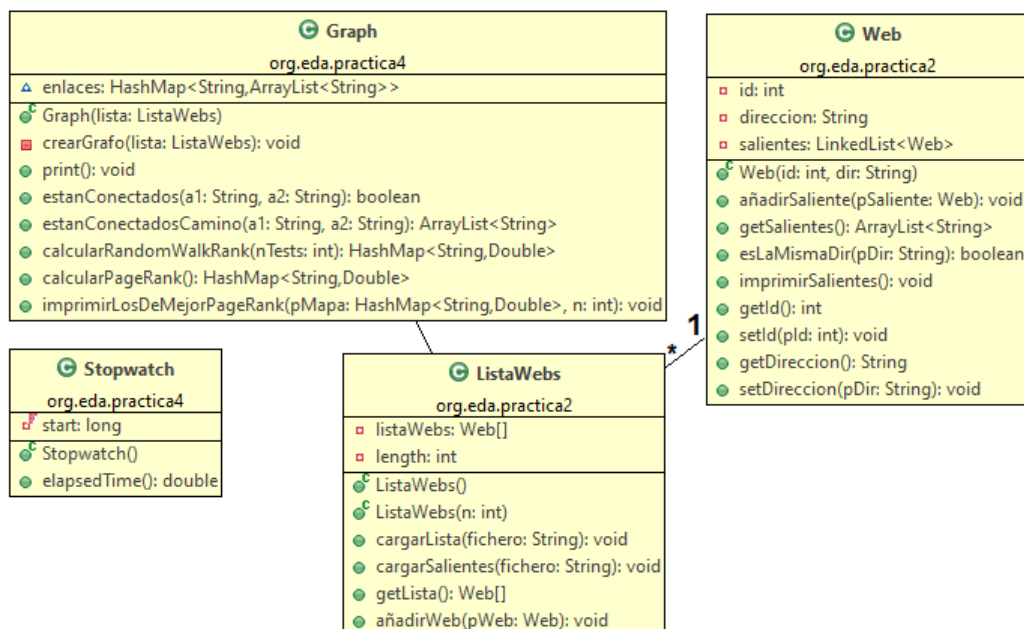 Graph
org.eda.practica4
enlaces: HashMap<String,ArrayList<String>>
Graph(lista: ListaWebs)
crearGrafo(lista: ListaWebs): void
print(): void
estanConectados(a1: String, a2: String): boolean
estanConectadosCamino(a1: String, a2: String): ArrayList<String>
calcularRandomWalkRank(nTests: int): HashMap<String,Double>
calcularPageRank(): HashMap<String,Double>
imprimirLosDeMejorPageRank(pMapa: HashMap<String,Double>, n: int): void
Web
org.eda.practica2
id: int
direccion: String
salientes: LinkedList<Web>
Web(id: int, dir: String)
añadirSaliente(pSaliente: Web): void
getSalientes(): ArrayList<String>
esLaMismaDir(pDir: String): boolean
imprimirSalientes(): void
getId(): int
setId(pId: int): void
getDireccion(): String
setDireccion(pDir: String): void
1
*
Stopwatch
org.eda.practica4
start: long
Stopwatch()
elapsedTime(): double
ListaWebs
org.eda.practica2
listaWebs: Web[]
length: int
ListaWebs()
ListaWebs(n: int)
cargarLista(fichero: String): void
cargarSalientes(fichero: String): void
getLista(): Web[]
añadirWeb(pWeb: Web): void